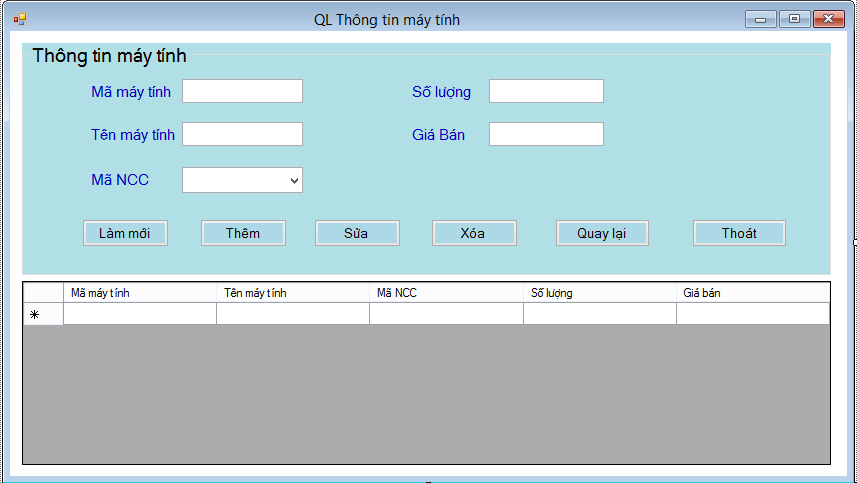 QL Thông tin máy tính
Thông tin máy tính
Mã máy tính
Số lượng
Tên máy tính
Giá Bán
Mã NCC
Làm mới Thêm Sửa Xóa Quay lại Thoát
Mã máy tính Tên máy tính Mã NCC Số lượng Giá bán